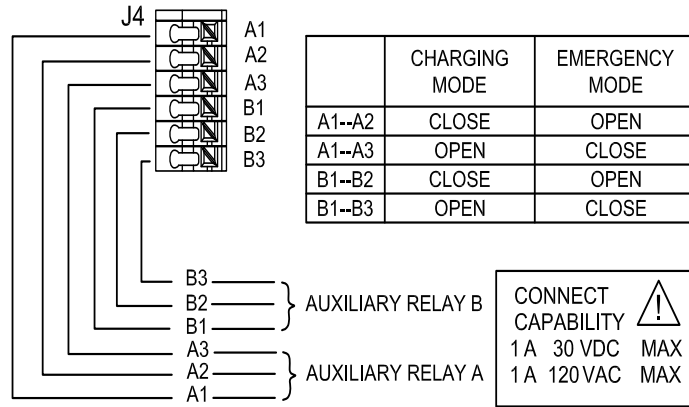 J4
A1
A2
A3
B1
B2
B3
CHARGING MODE EMERGENCY MODE
A1--A2 CLOSE OPEN
A1--A3 OPEN CLOSE
B1--B2 CLOSE OPEN
B1--B3 OPEN CLOSE
B3
B2
B1
AUXILIARY RELAY B
A3
A2
A1
AUXILIARY RELAY A
CONNECT
CAPABILITY !
1 A 30 VDC MAX
1 A 120 VAC MAX